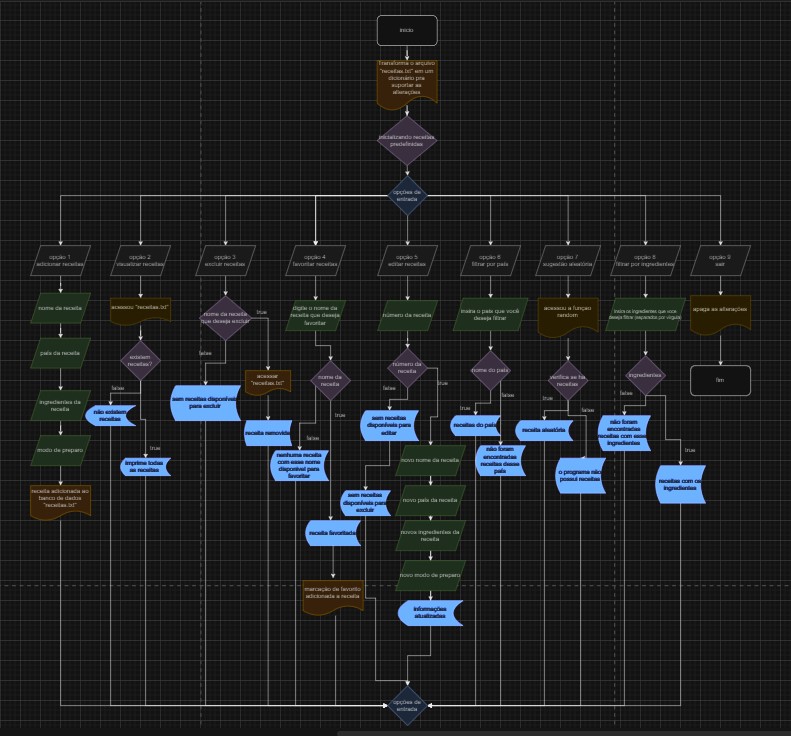 início
Transforma o arquivo
"receitas.txt" em um
dicionário pra
suportar as
alterações
inicializando receitas
predefinidas
opções de
entrada
opção 1
adicionar receitas
opção 2
visualizar receitas
opção 3
excluir receitas
opção 4
favoritar receitas
opção 5
editar receitas
opção 6
filtrar por país
opção 7
sugestão aleatória
opção 8
filtrar por ingredientes
opção 9
sair
nome da receita
país da receita
ingredientes da
receita
modo de preparo
receita adicionada ao
banco de dados
"receitas.txt"
acessou "receitas.txt"
existem
receitas?
false
não existem
receitas
true
imprime todas
as receitas
nome da receita
que deseja excluir
true
false
sem receitas disponíveis
para excluir
acessar
"receitas.txt"
receita removida
digite o nome da
receita que deseja
favoritar
nome da
receita
true
false
nenhuma receita
com esse nome
disponível para
favoritar
receita favoritada
marcação de favorito
adicionada a receita
número da receita
número da
receita
false
true
sem receitas
disponíveis para
editar
sem receitas
disponíveis para
excluir
novo nome da receita
novo país da receita
novos ingredientes da
receita
novo modo de preparo
informações
atualizadas
insira o país que você
deseja filtrar
nome do país
true
false
receitas do país
não foram
encontradas
receitas desse
país
acessou a função
random
verifica se há
receitas
true
false
receita aleatória
o programa não
possui receitas
insira os ingredientes que você
deseja filtrar (separados por vírgula)
ingredientes
false
true
não foram
encontradas
receitas com esses
ingredientes
receitas com os
ingredientes
apaga as alterações
fim
opções de
entrada